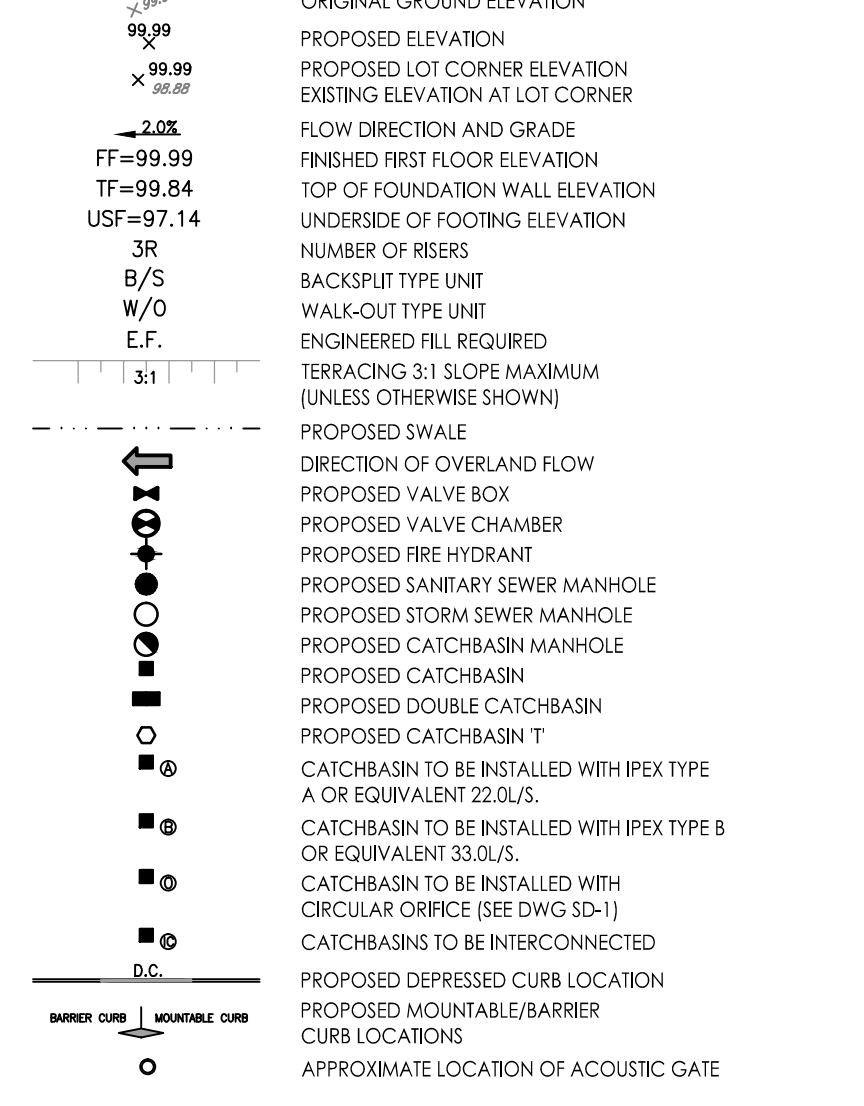 ORIGINAL GROUND ELEVATION
99.99 PROPOSED ELEVATION
99.99 PROPOSED LOT CORNER ELEVATION
98.88 EXISTING ELEVATION AT LOT CORNER
2.0% FLOW DIRECTION AND GRADE
FF=99.99 FINISHED FIRST FLOOR ELEVATION
TF=99.84 TOP OF FOUNDATION WALL ELEVATION
USF=97.14 UNDERSIDE OF FOOTING ELEVATION
3R NUMBER OF RISERS
B/S BACKSPLIT TYPE UNIT
W/O WALK-OUT TYPE UNIT
E.F. ENGINEERED FILL REQUIRED
3:1 TERRACING 3:1 SLOPE MAXIMUM
(UNLESS OTHERWISE SHOWN)
PROPOSED SWALE
DIRECTION OF OVERLAND FLOW
PROPOSED VALVE BOX
PROPOSED VALVE CHAMBER
PROPOSED FIRE HYDRANT
PROPOSED SANITARY SEWER MANHOLE
PROPOSED STORM SEWER MANHOLE
PROPOSED CATCHBASIN MANHOLE
PROPOSED CATCHBASIN
PROPOSED DOUBLE CATCHBASIN
PROPOSED CATCHBASIN 'T'
A CATCHBASIN TO BE INSTALLED WITH IPEX TYPE
A OR EQUIVALENT 22.0L/S.
B CATCHBASIN TO BE INSTALLED WITH IPEX TYPE B
OR EQUIVALENT 33.0L/S.
O CATCHBASIN TO BE INSTALLED WITH
CIRCULAR ORIFICE (SEE DWG SD-1)
IC CATCHBASINS TO BE INTERCONNECTED
D.C. PROPOSED DEPRESSED CURB LOCATION
BARRIER CURB MOUNTABLE CURB PROPOSED MOUNTABLE/BARRIER
CURB LOCATIONS
APPROXIMATE LOCATION OF ACOUSTIC GATE